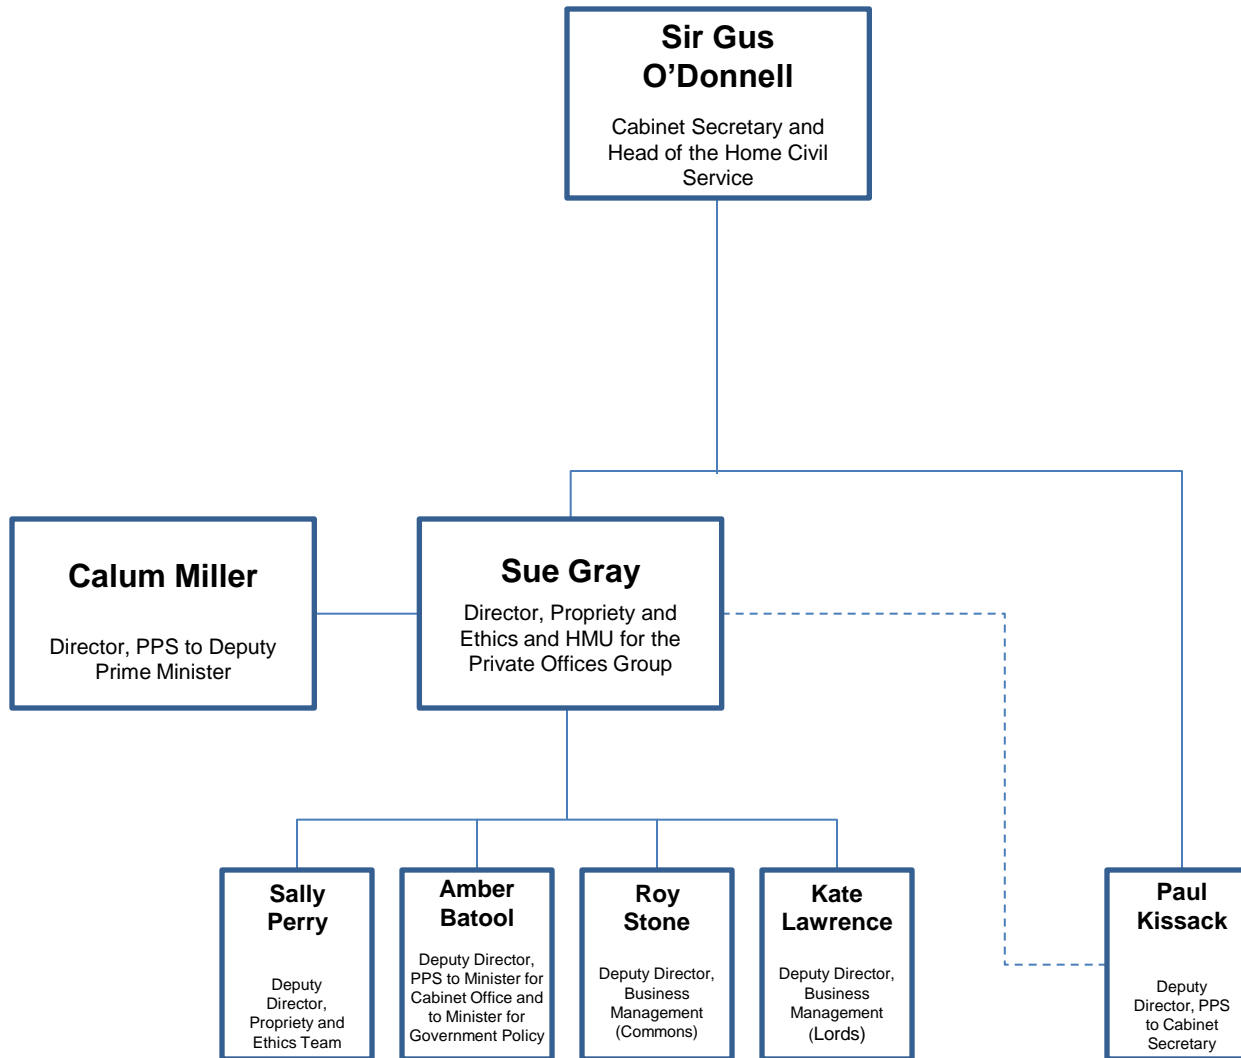 Sir Gus
O’Donnell
Cabinet Secretary and
Head of the Home Civil
Service
Calum Miller
Director, PPS to Deputy
Prime Minister
Sue Gray
Director, Propriety and
Ethics and HMU for the
Private Offices Group
Sally
Perry
Deputy
Director,
Propriety and
Ethics Team
Amber
Batool
Deputy Director,
PPS to Minister for
Cabinet Office and
to Minister for
Government Policy
Roy
Stone
Deputy Director,
Business
Management
(Commons)
Kate
Lawrence
Deputy Director,
Business
Management
(Lords)
Paul
Kissack
Deputy
Director, PPS
to Cabinet
Secretary